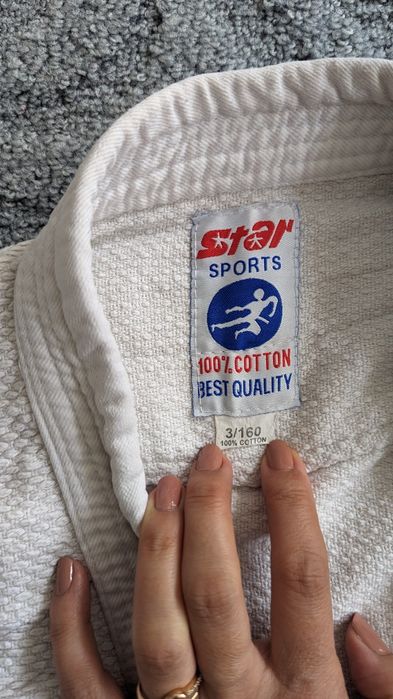 star
SPORTS
100% COTTON
BEST QUALITY
3/160
100% COTTON